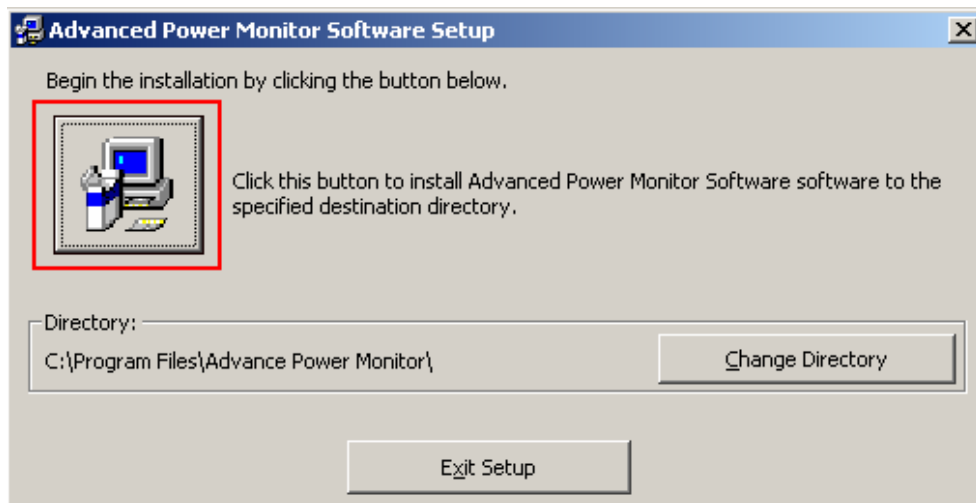 Advanced Power Monitor Software Setup
Begin the installation by clicking the button below.
Click this button to install Advanced Power Monitor Software software to the
specified destination directory.
Directory:
C:\Program Files\Advance Power Monitor\
Change Directory
Exit Setup